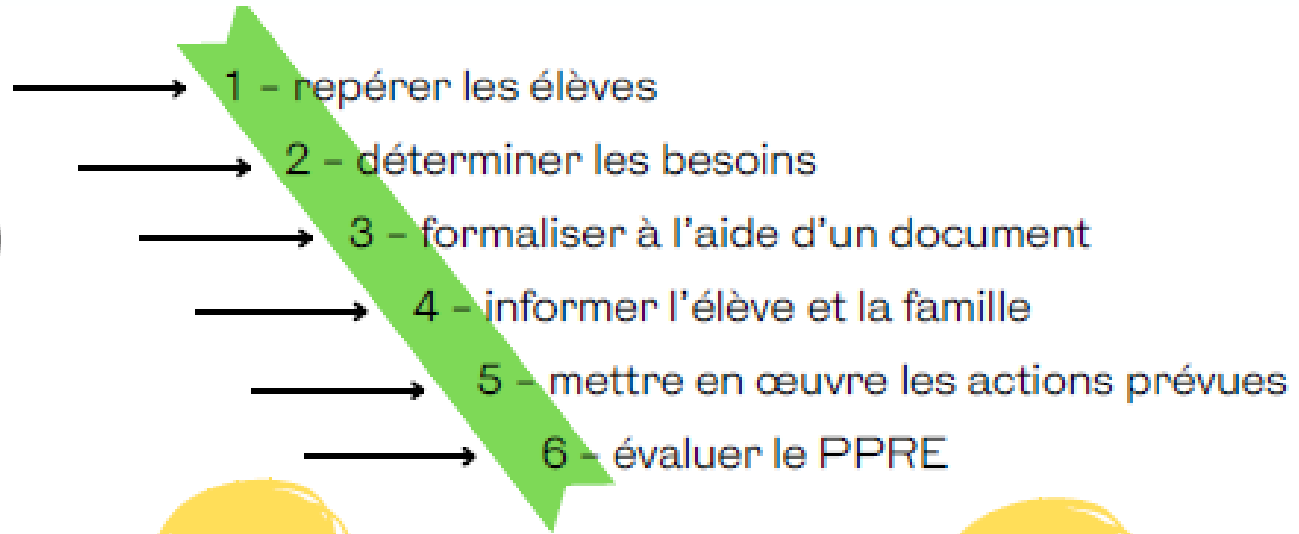 1 – repérer les élèves
2 – déterminer les besoins
3 – formaliser à l'aide d'un document
4 – informer l'élève et la famille
5 – mettre en œuvre les actions prévues
6 – évaluer le PPRE